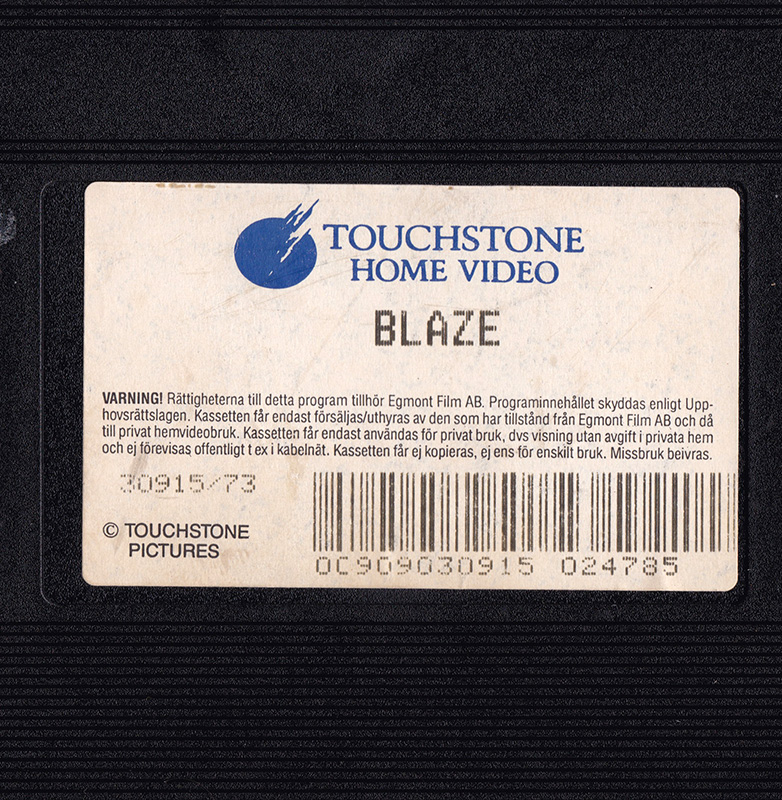 TOUCHSTONE
HOME VIDEO
BLAZE
VARNING! Rättigheterna till detta program tillhör Egmont Film AB. Programinnehållet skyddas enligt Upp-
hovsrättslagen. Kassetten får endast försäljas/uthyras av den som har tillstånd från Egmont Film AB och då
till privat hemvideobruk. Kassetten får endast användas för privat bruk, dvs visning utan avgift i privata hem
och ej förevisas offentligt t ex i kabelnät. Kassetten får ej kopieras, ej ens för enskilt bruk. Missbruk beivras.
30915/73
© TOUCHSTONE
PICTURES
0C909030915 024785